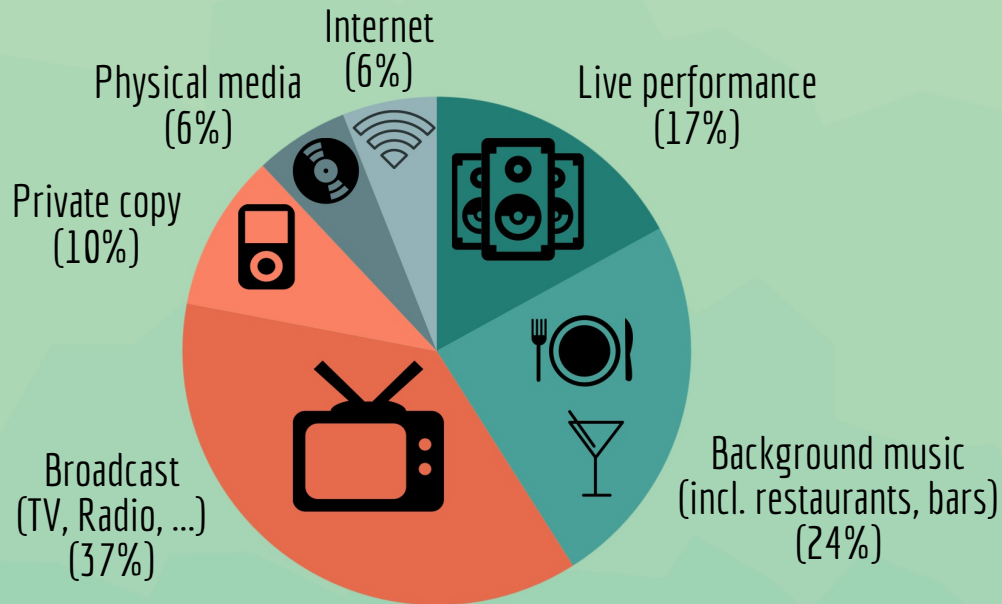 Internet
(6%)
Physical media
(6%)
Live performance
(17%)
Private copy
(10%)
Broadcast
(TV, Radio, ...)
(37%)
Background music
(incl. restaurants, bars)
(24%)